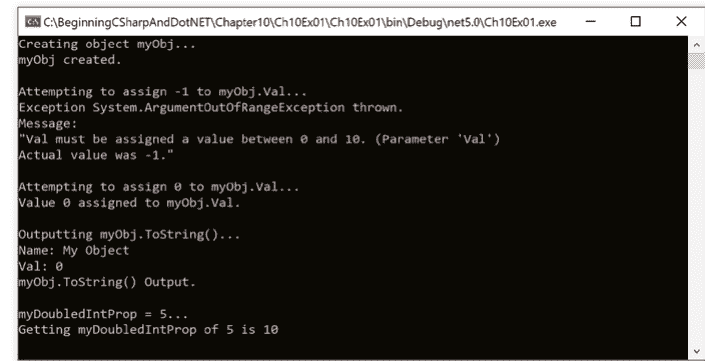 C:\BeginningCSharpAndDotNET\Chapter10\Ch10Ex01\Ch10Ex01\bin\Debug\net5.0\Ch10Ex01.exe
Creating object myObj...
myObj created.
Attempting to assign -1 to myObj.Val...
Exception System.ArgumentOutOfRangeException thrown.
Message:
"Val must be assigned a value between 0 and 10. (Parameter 'Val')
Actual value was -1."
Attempting to assign 0 to myObj.Val...
Value 0 assigned to myObj.Val.
Outputting myObj.ToString()...
Name: My Object
Val: 0
myObj.ToString() Output.
myDoubledIntProp = 5...
Getting myDoubledIntProp of 5 is 10